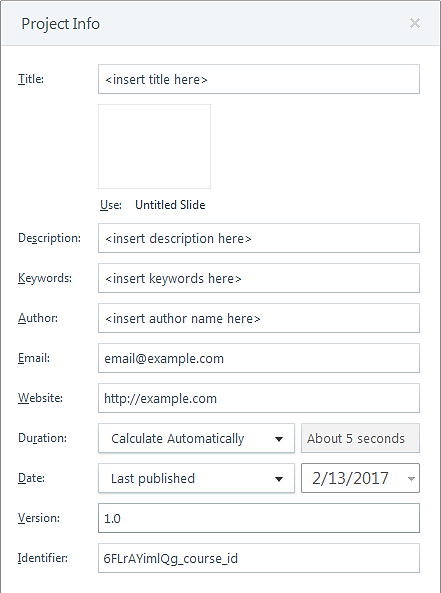 Project Info
Title: <insert title here>
Use: Untitled Slide
Description: <insert description here>
Keywords: <insert keywords here>
Author: <insert author name here>
Email: email@example.com
Website: http://example.com
Duration: Calculate Automatically About 5 seconds
Date: Last published 2/13/2017
Version: 1.0
Identifier: 6FLrAYimlQg_course_id